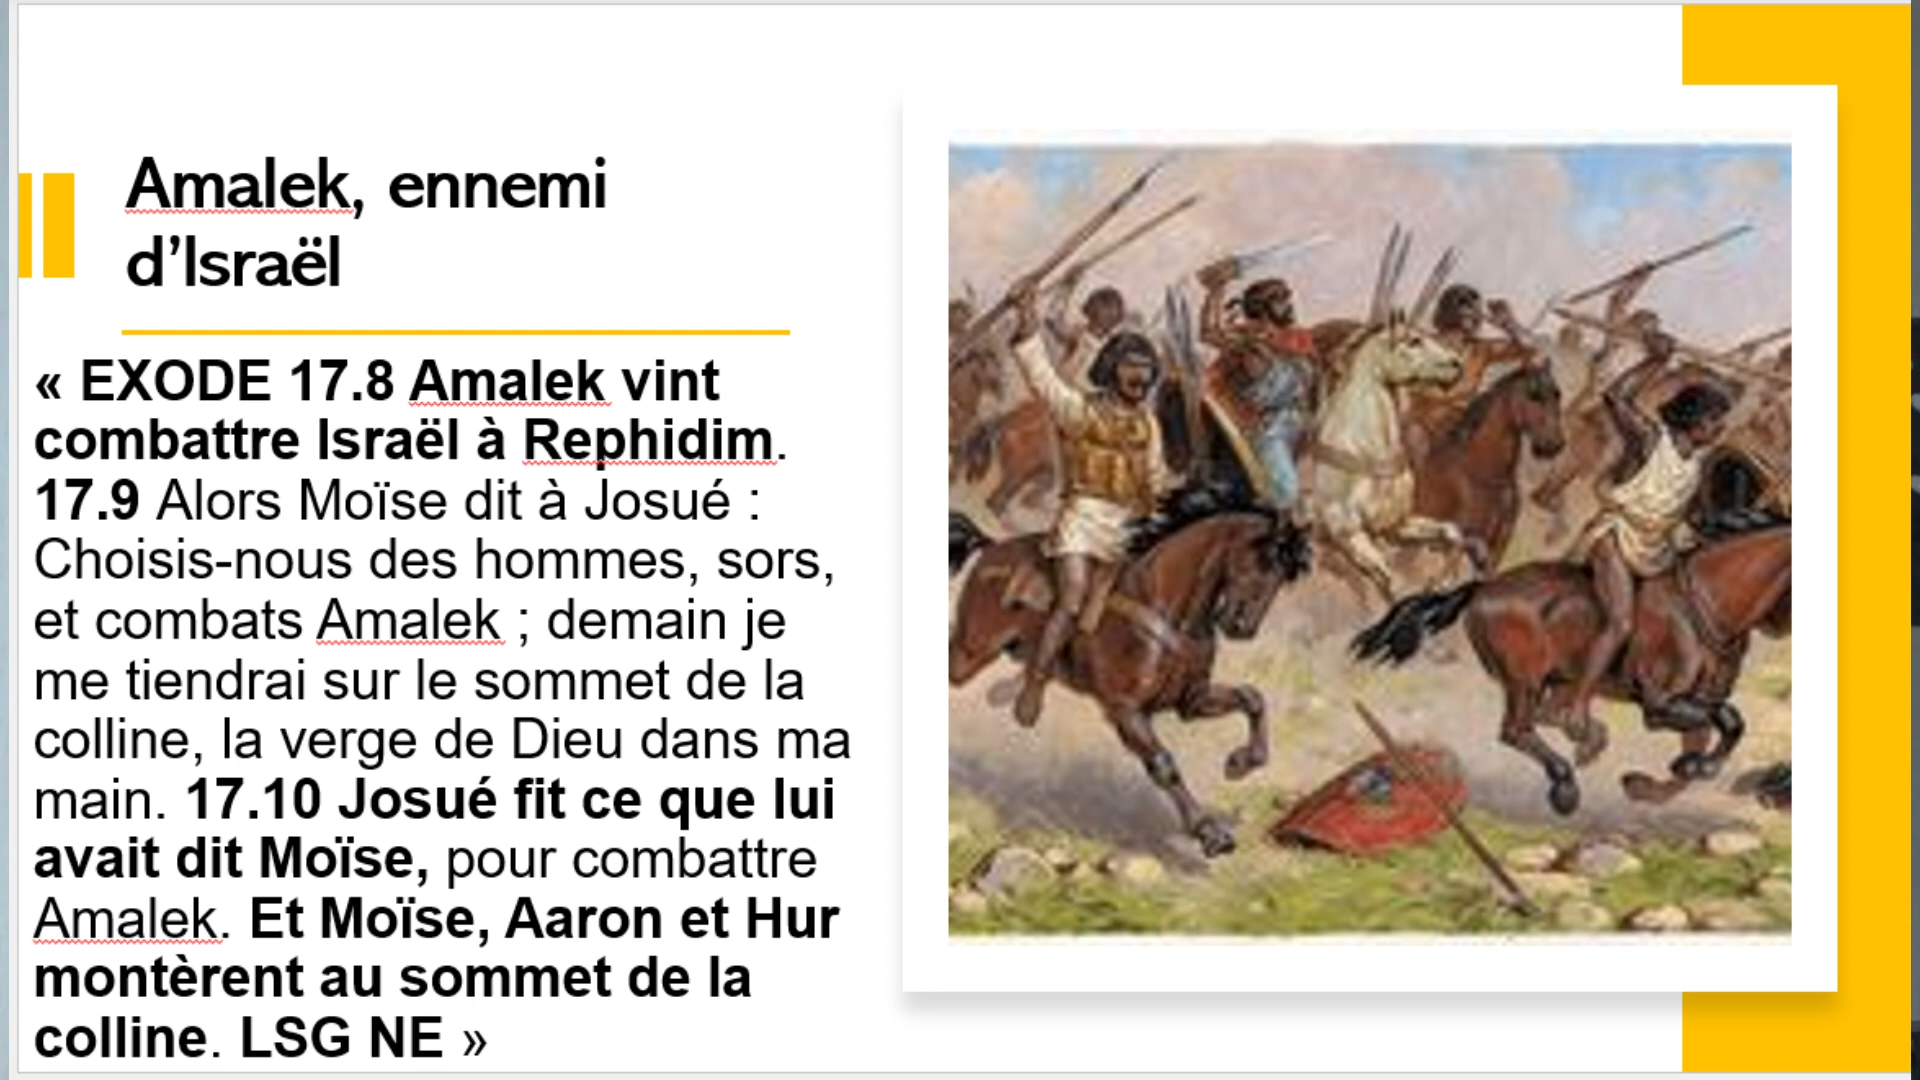 Amalek, ennemi
d’Israël
« EXODE 17.8 Amalek vint
combattre Israël à Rephidim.
17.9 Alors Moïse dit à Josué :
Choisis-nous des hommes, sors,
et combats Amalek ; demain je
me tiendrai sur le sommet de la
colline, la verge de Dieu dans ma
main. 17.10 Josué fit ce que lui
avait dit Moïse, pour combattre
Amalek. Et Moïse, Aaron et Hur
montèrent au sommet de la
colline. LSG NE »